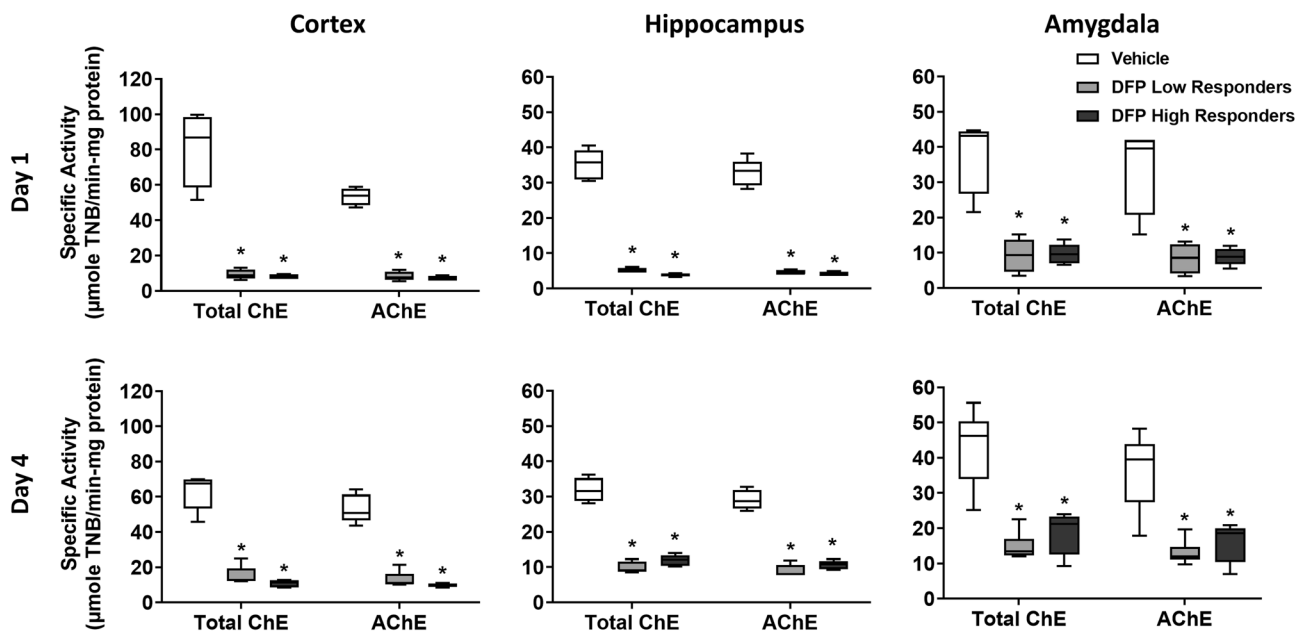 Cortex
Hippocampus
Amygdala
Vehicle
DFP Low Responders
DFP High Responders
Day 1
Specific Activity
(µmole TNB/min-mg protein)
120
100
80
60
40
20
0
* * * *
Total ChE AChE
60
50
40
30
20
10
0
* * * *
Total ChE AChE
60
50
40
30
20
10
0
* * * *
Total ChE AChE
Day 4
Specific Activity
(µmole TNB/min-mg protein)
120
100
80
60
40
20
0
* * * *
Total ChE AChE
60
50
40
30
20
10
0
* * * *
Total ChE AChE
60
50
40
30
20
10
0
* * * *
Total ChE AChE